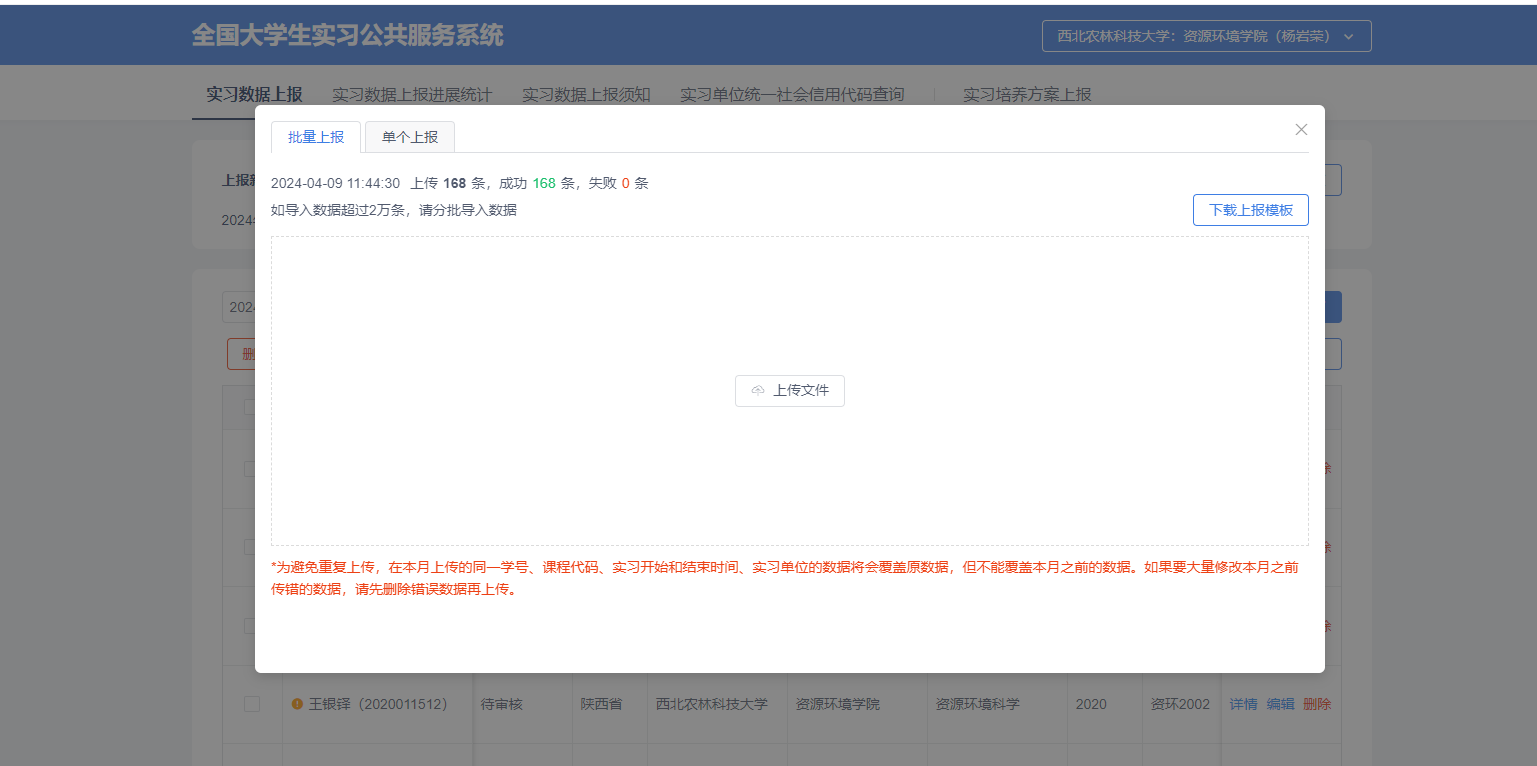 全国大学生实习公共服务系统
西北农林科技大学：资源环境学院（杨岩荣）
实习数据上报 实习数据上报进展统计 实习数据上报须知 实习单位统一社会信用代码查询 实习培养方案上报
批量上报 单个上报
上报
2024-04-09 11:44:30 上传 168 条，成功 168 条，失败 0 条
如导入数据超过2万条，请分批导入数据
下载上报模板
2024
2024
上传文件
*为避免重复上传，在本月上传的同一学号、课程代码、实习开始和结束时间、实习单位的数据将会覆盖原数据，但不能覆盖本月之前的数据。如果要大量修改本月之前
传错的数据，请先删除错误数据再上传。
王银铎（2020011512） 待审核 陕西省 西北农林科技大学 资源环境学院 资源环境科学 2020 资环2002 详情 编辑 删除